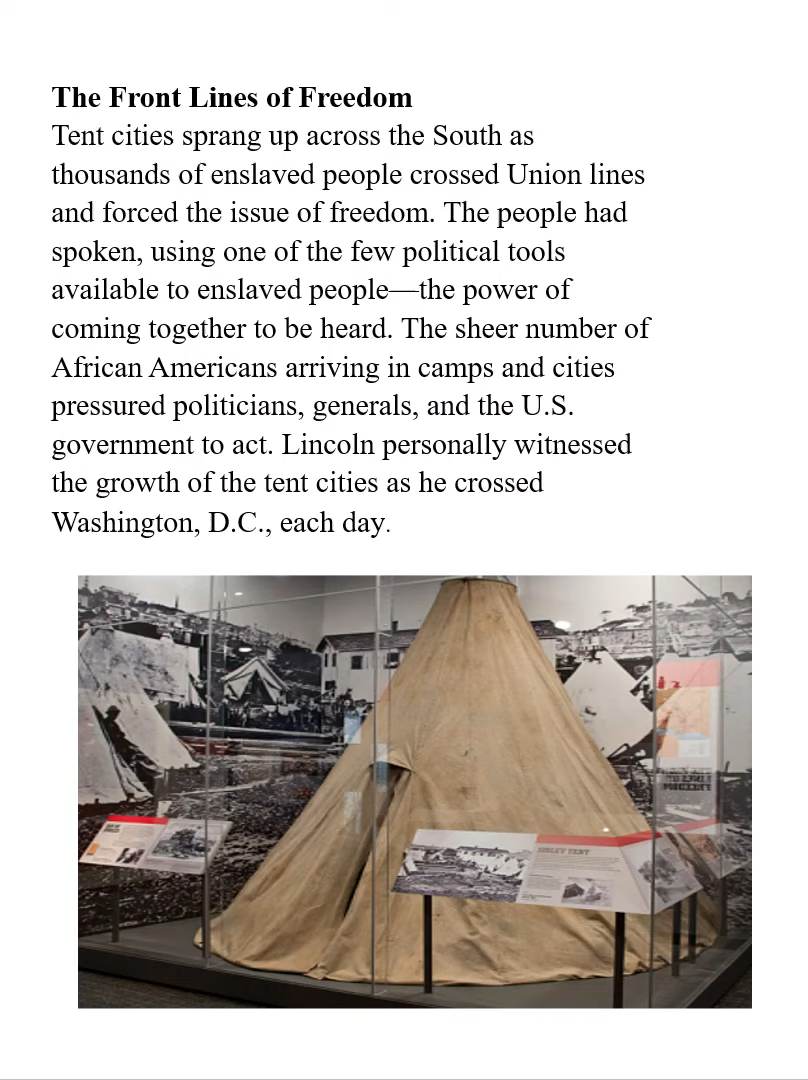 The Front Lines of Freedom
Tent cities sprang up across the South as
thousands of enslaved people crossed Union lines
and forced the issue of freedom. The people had
spoken, using one of the few political tools
available to enslaved people—the power of
coming together to be heard. The sheer number of
African Americans arriving in camps and cities
pressured politicians, generals, and the U.S.
government to act. Lincoln personally witnessed
the growth of the tent cities as he crossed
Washington, D.C., each day.
SIBLEY TENT